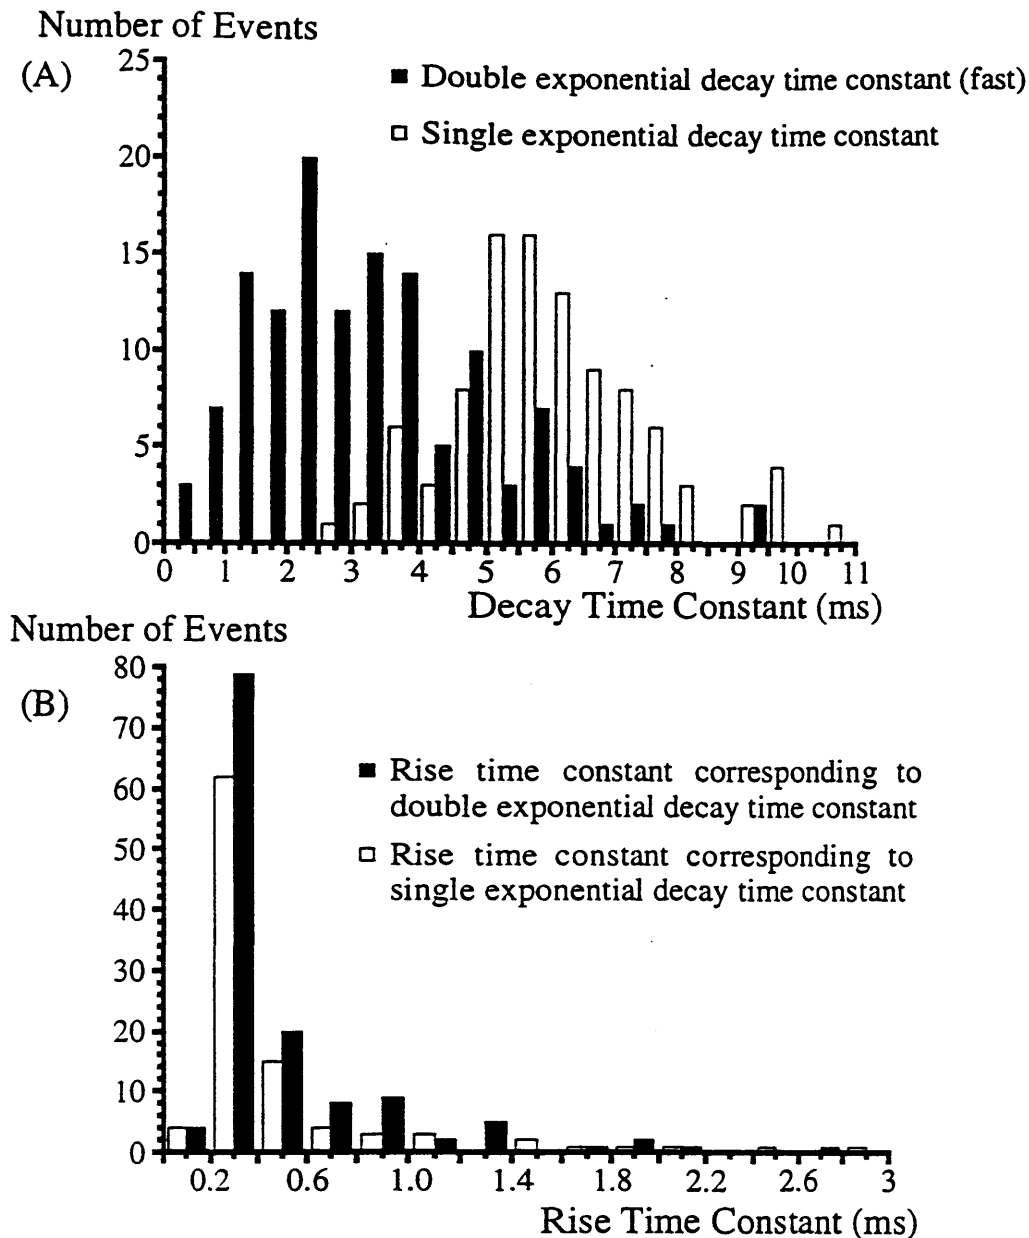 Number of Events
(A)
25
20
15
10
5
0
■ Double exponential decay time constant (fast)
□ Single exponential decay time constant
0 1 2 3 4 5 6 7 8 9 10 11
Decay Time Constant (ms)
Number of Events
(B)
80
70
60
50
40
30
20
10
0
■ Rise time constant corresponding to
double exponential decay time constant
□ Rise time constant corresponding to
single exponential decay time constant
0.2 0.6 1.0 1.4 1.8 2.2 2.6 3
Rise Time Constant (ms)